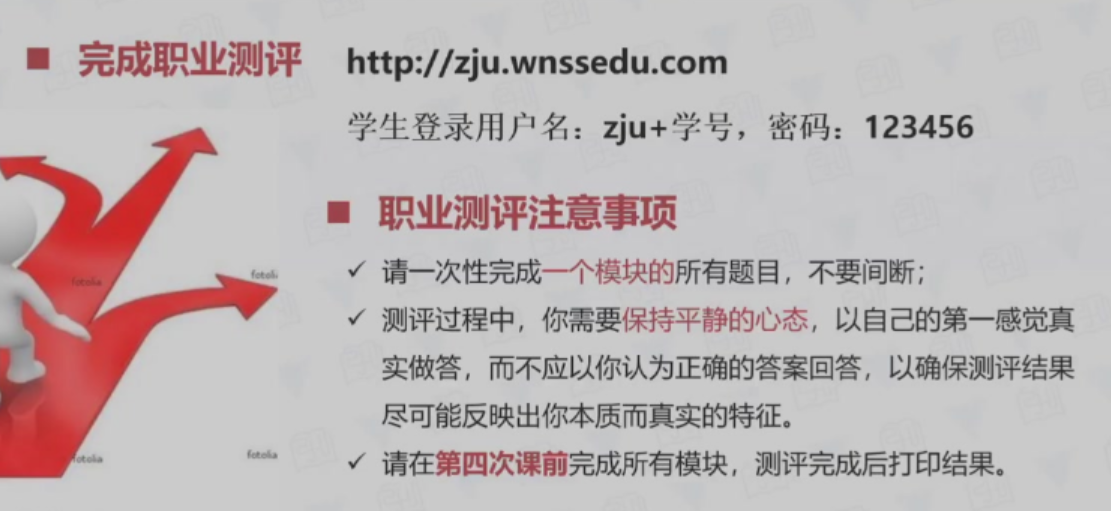 ■ 完成职业测评 http://zju.wnssedu.com
学生登录用户名：zju+学号，密码：123456
■ 职业测评注意事项
✓ 请一次性完成一个模块的所有题目，不要间断；
✓ 测评过程中，你需要保持平静的心态，以自己的第一感觉真
实做答，而不应以你认为正确的答案回答，以确保测评结果
尽可能反映出你本质而真实的特征。
✓ 请在第四次课前完成所有模块，测评完成后打印结果。
fotolia
fotoli
fotolia
fotolia